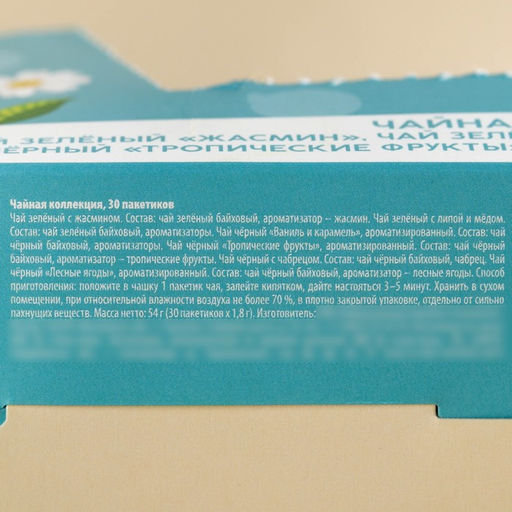 ЧАЙНА
Й ЗЕЛЁНЫЙ «ЖАСМИН». ЧАЙ ЗЕЛ
ЧЁРНЫЙ «ТРОПИЧЕСКИЕ ФРУКТЫ»
Чайная коллекция, 30 пакетиков
Чай зелёный с жасмином. Состав: чай зелёный байховый, ароматизатор – жасмин. Чай зелёный с липой и мёдом.
Состав: чай зелёный байховый, ароматизаторы. Чай чёрный «Ваниль и карамель», ароматизированный. Состав: чай
чёрный байховый, ароматизаторы. Чай чёрный «Тропические фрукты», ароматизированный. Состав: чай чёрный
байховый, ароматизатор – тропические фрукты. Чай чёрный с чабрецом. Состав: чай чёрный байховый, чабрец. Чай
чёрный «Лесные ягоды», ароматизированный. Состав: чай чёрный байховый, ароматизатор – лесные ягоды. Способ
приготовления: положите в чашку 1 пакетик чая, залейте кипятком, дайте настояться 3–5 минут. Хранить в сухом
помещении, при относительной влажности воздуха не более 70 %, в плотно закрытой упаковке, отдельно от сильно
пахнущих веществ. Масса нетто: 54 г (30 пакетиков х 1,8 г). Изготовитель: